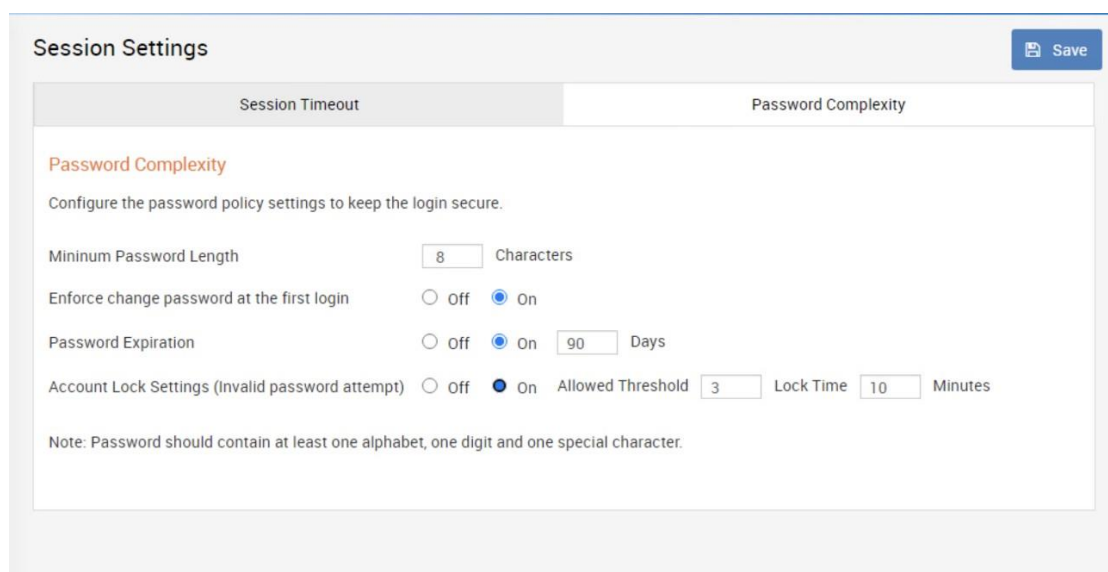 Session Settings
Save
Session Timeout
Password Complexity
Password Complexity
Configure the password policy settings to keep the login secure.
Mininum Password Length 8 Characters
Enforce change password at the first login Off On
Password Expiration Off On 90 Days
Account Lock Settings (Invalid password attempt) Off On Allowed Threshold 3 Lock Time 10 Minutes
Note: Password should contain at least one alphabet, one digit and one special character.